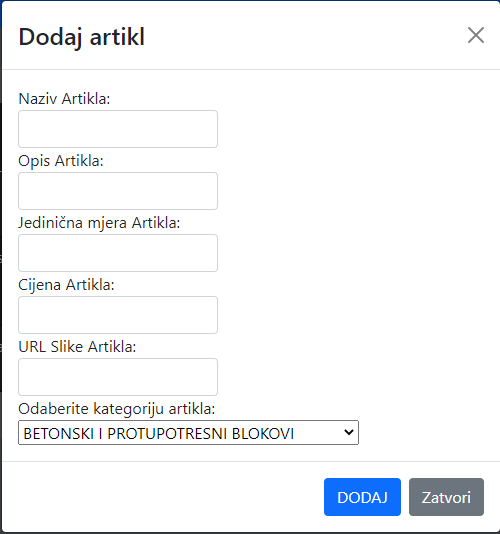 Dodaj artikl
Naziv Artikla:
Opis Artikla:
Jedinična mjera Artikla:
Cijena Artikla:
URL Slike Artikla:
Odaberite kategoriju artikla:
BETONSKI I PROTUPOTRESNI BLOKOVI
DODAJ Zatvori